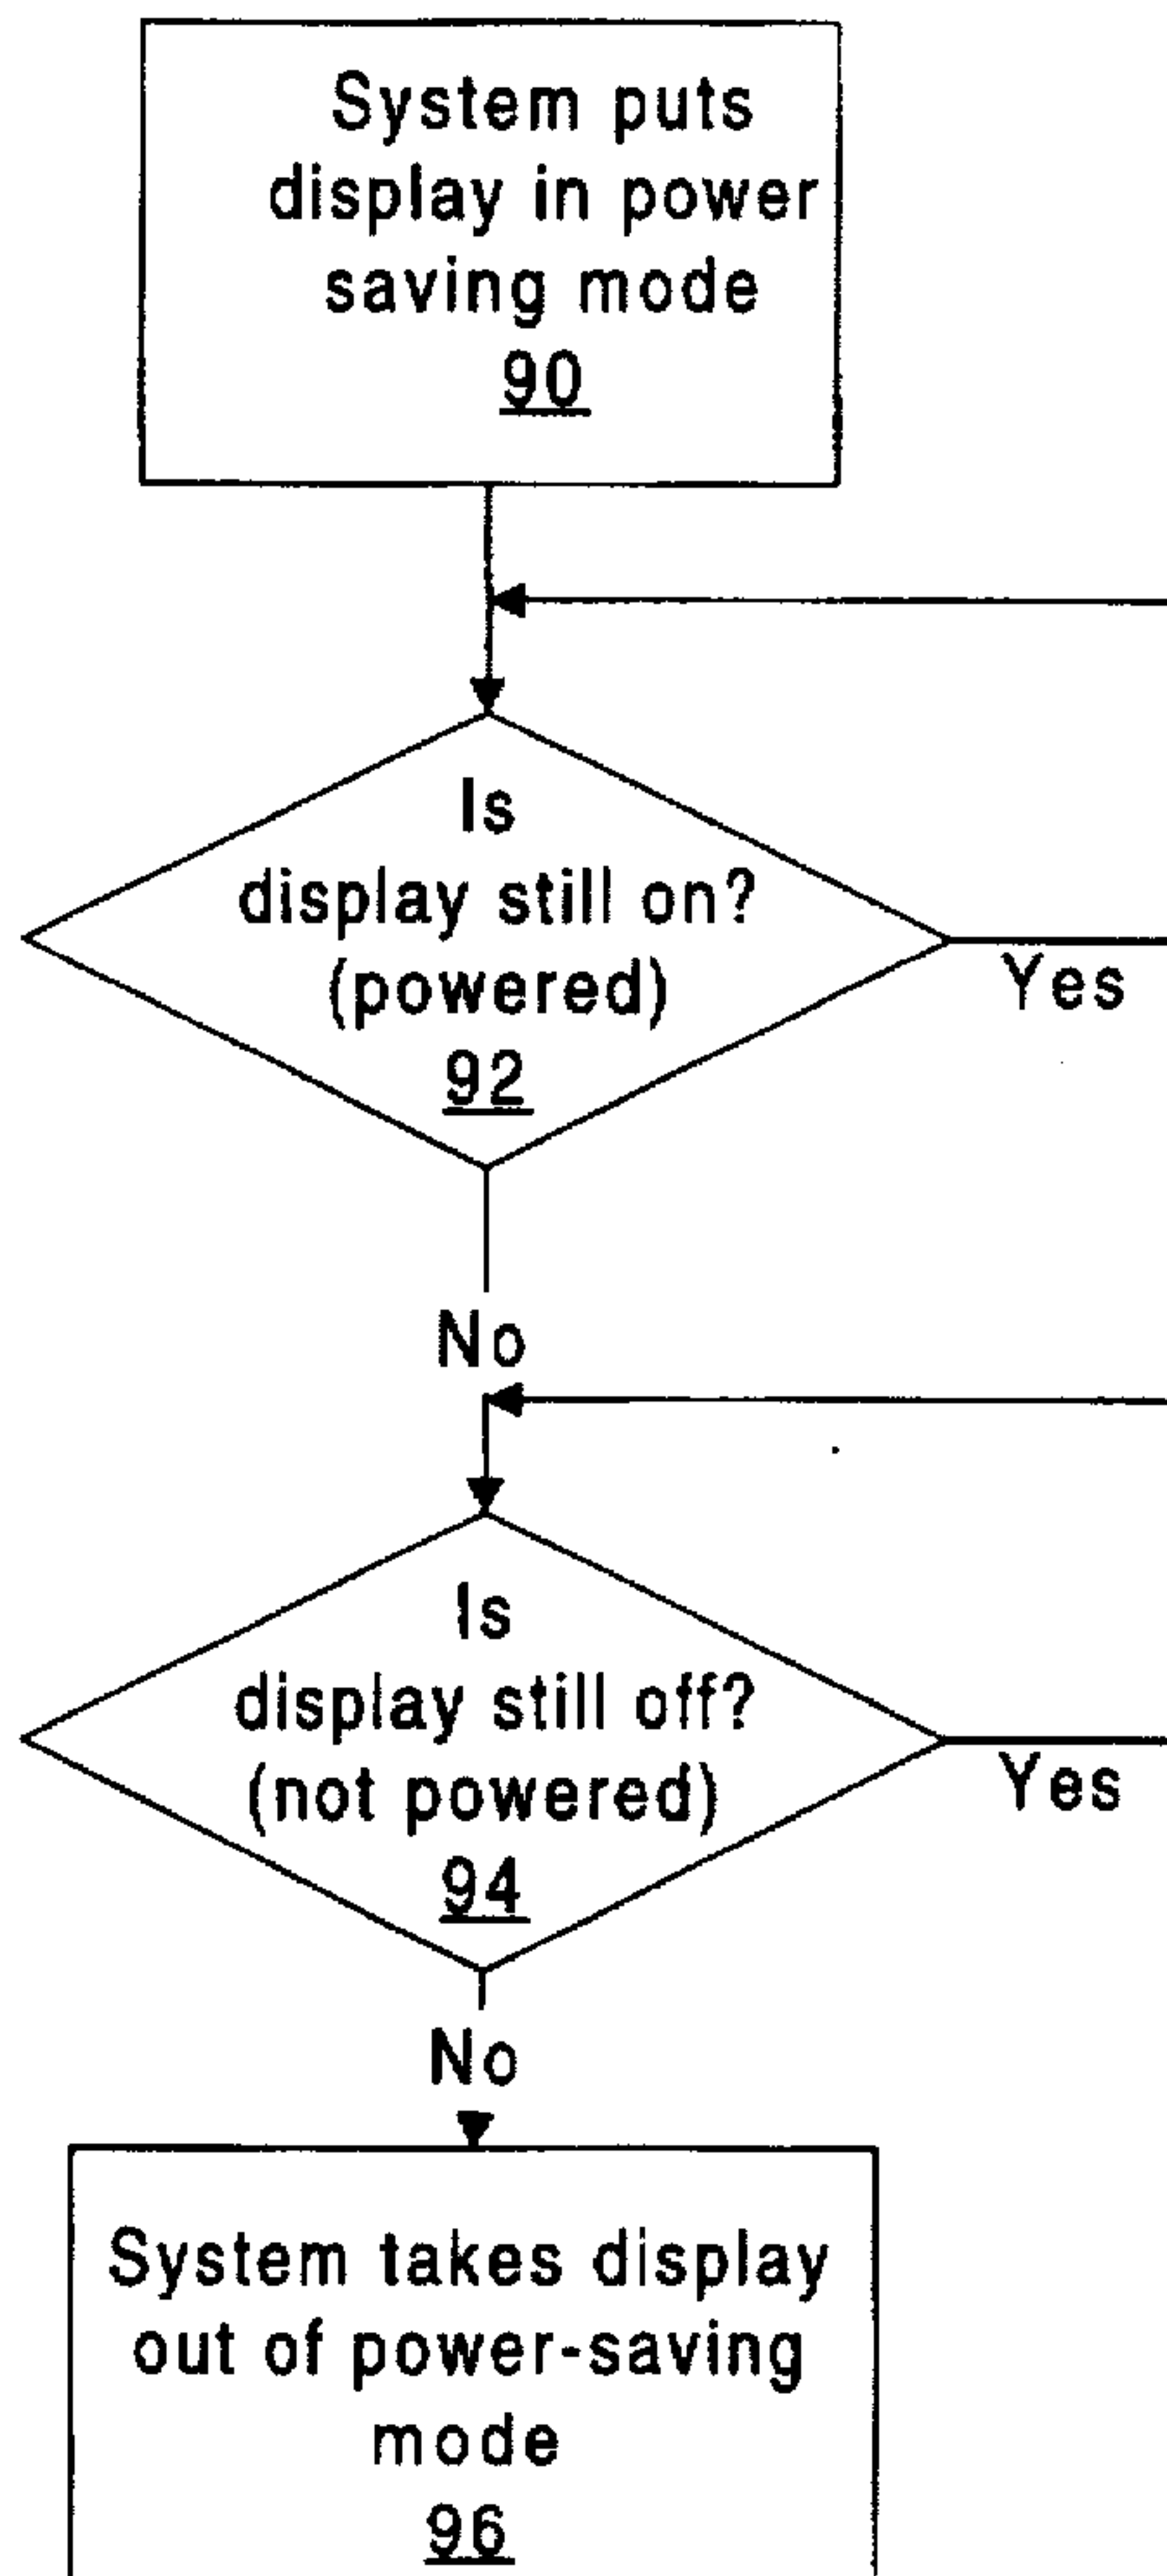 System puts
display in power
saving mode
90
Is
display still on?
(powered)
92
Yes
No
Is
display still off?
(not powered)
94
Yes
No
System takes display
out of power-saving
mode
96